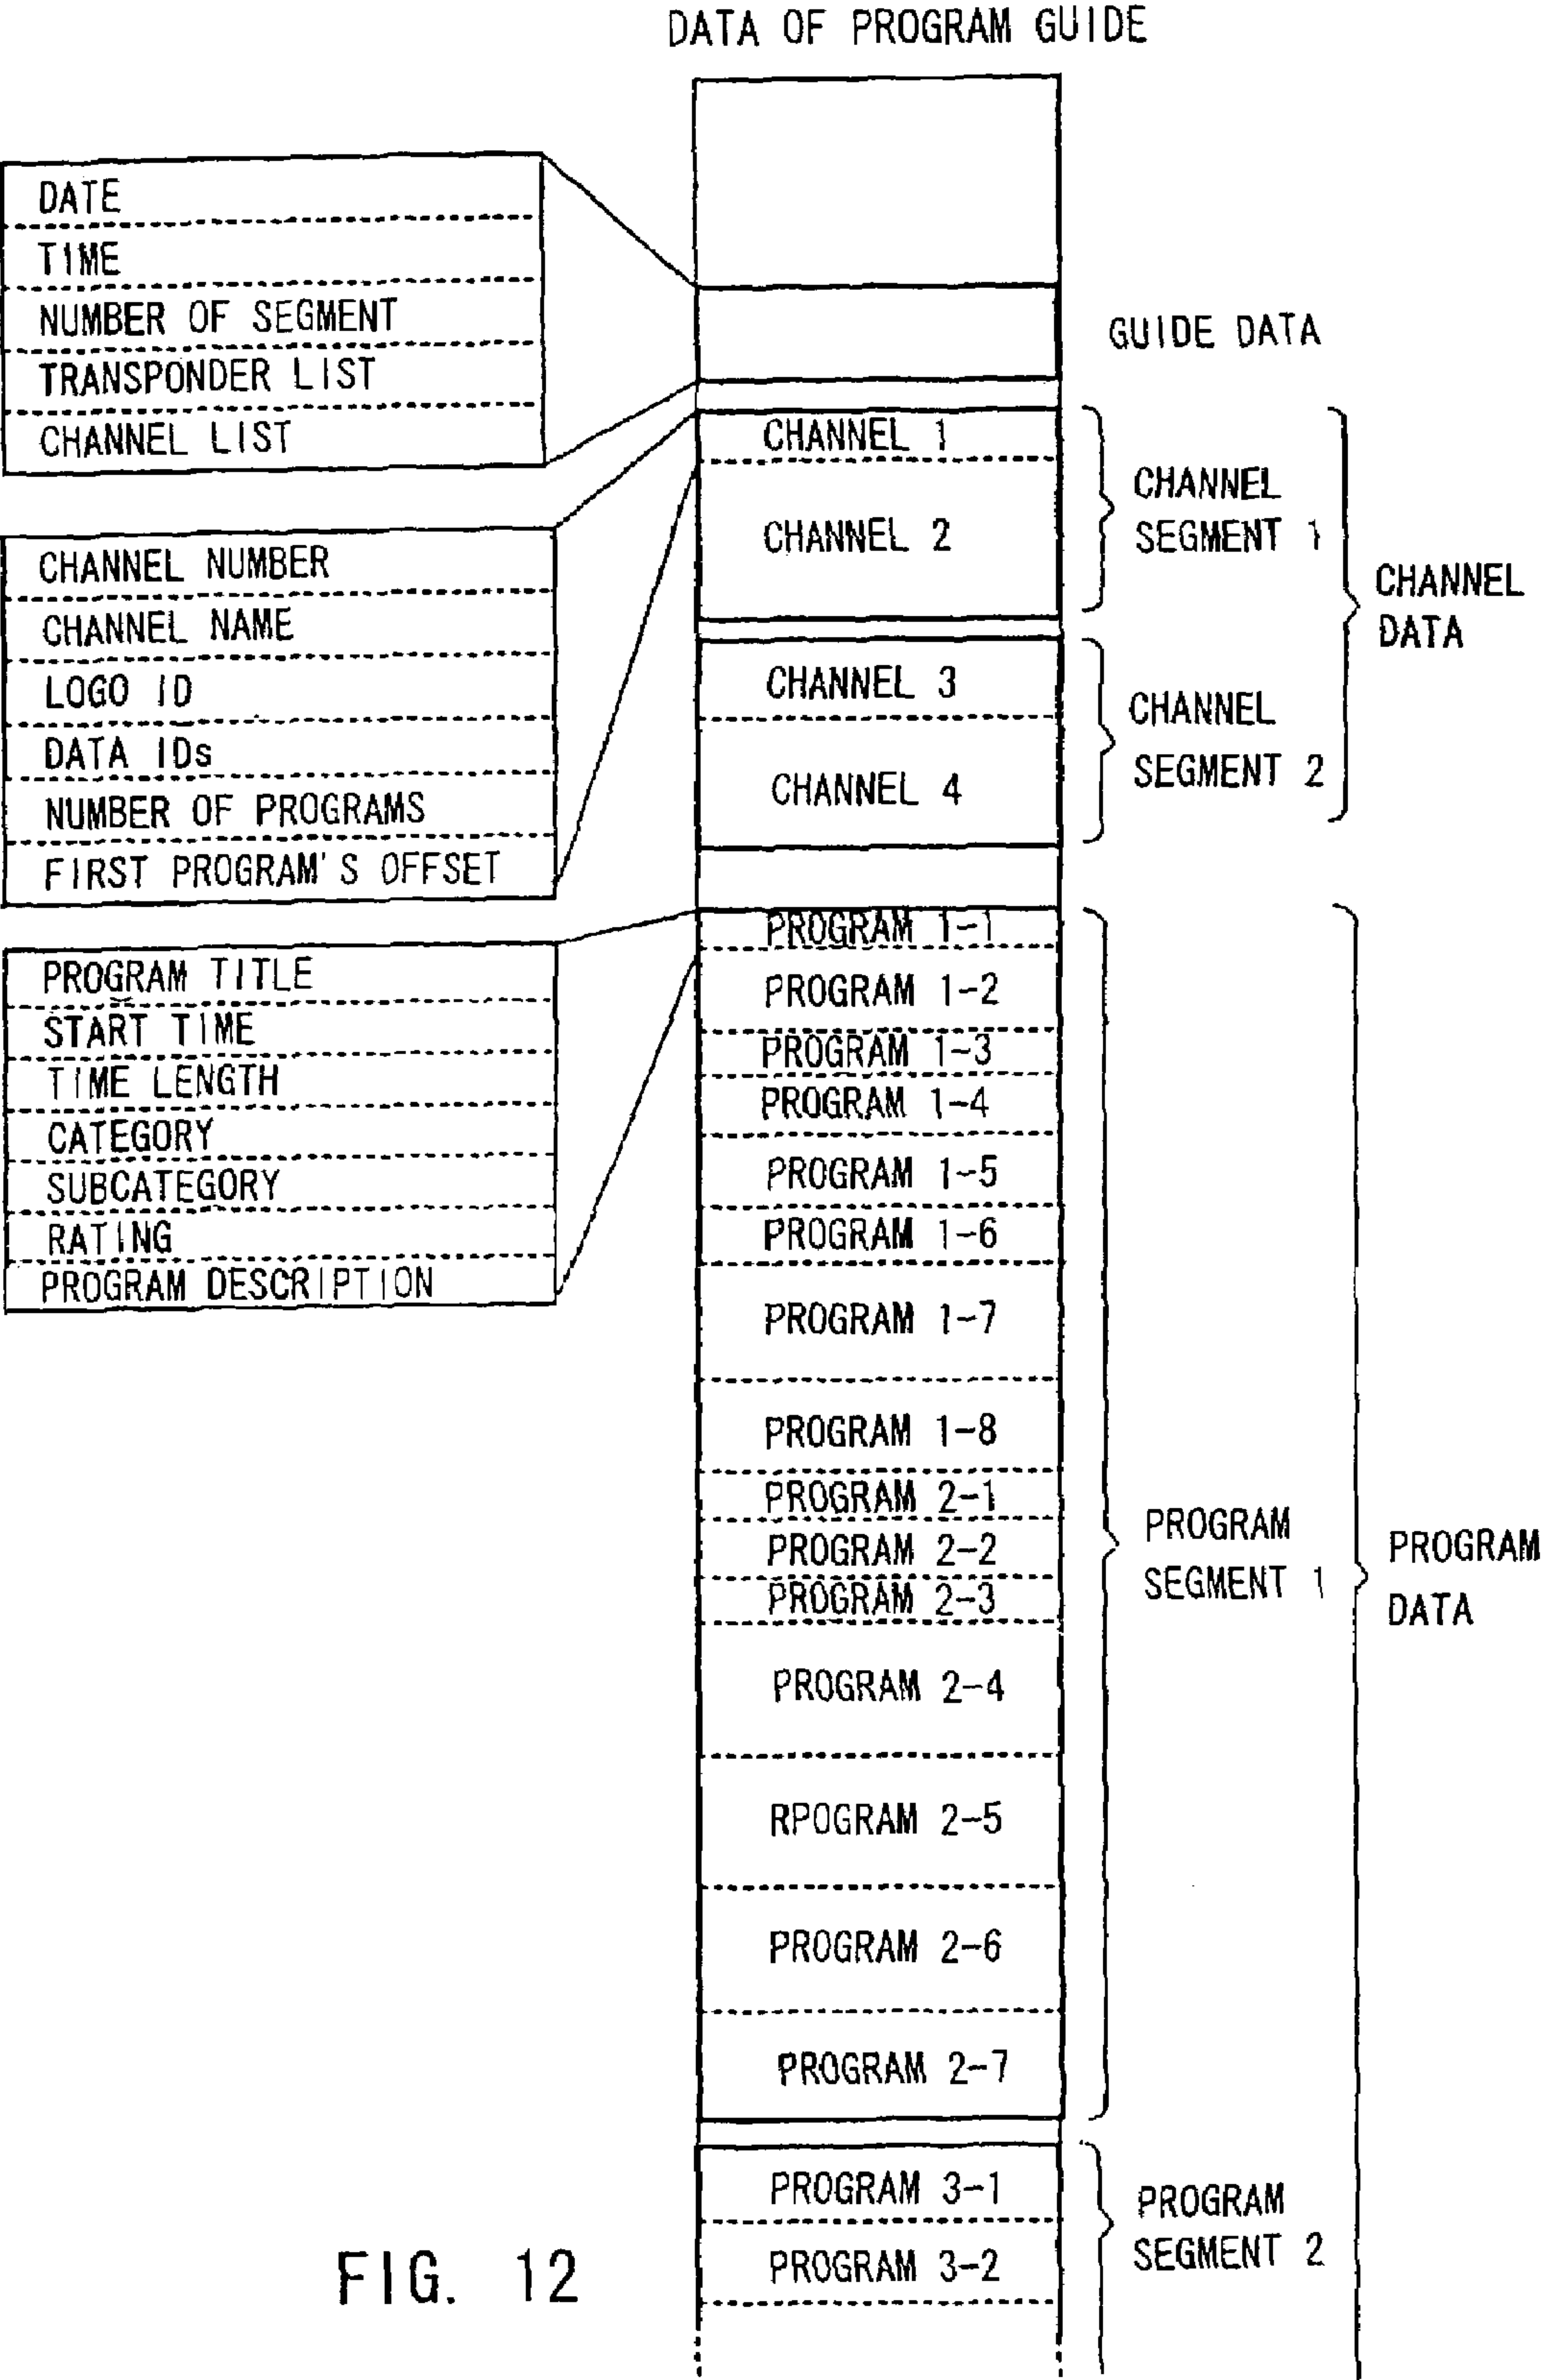 DATA OF PROGRAM GUIDE
DATE
TIME
NUMBER OF SEGMENT
TRANSPONDER LIST
CHANNEL LIST
GUIDE DATA
CHANNEL NUMBER
CHANNEL NAME
LOGO ID
DATA IDs
NUMBER OF PROGRAMS
FIRST PROGRAM'S OFFSET
CHANNEL 1
CHANNEL 2
CHANNEL
SEGMENT 1
CHANNEL 3
CHANNEL 4
CHANNEL
SEGMENT 2
CHANNEL
DATA
PROGRAM TITLE
START TIME
TIME LENGTH
CATEGORY
SUBCATEGORY
RATING
PROGRAM DESCRIPTION
PROGRAM 1-1
PROGRAM 1-2
PROGRAM 1-3
PROGRAM 1-4
PROGRAM 1-5
PROGRAM 1-6
PROGRAM 1-7
PROGRAM 1-8
PROGRAM 2-1
PROGRAM 2-2
PROGRAM 2-3
PROGRAM 2-4
RPOGRAM 2-5
PROGRAM 2-6
PROGRAM 2-7
PROGRAM
SEGMENT 1
PROGRAM
DATA
PROGRAM 3-1
PROGRAM 3-2
PROGRAM
SEGMENT 2
FIG. 12